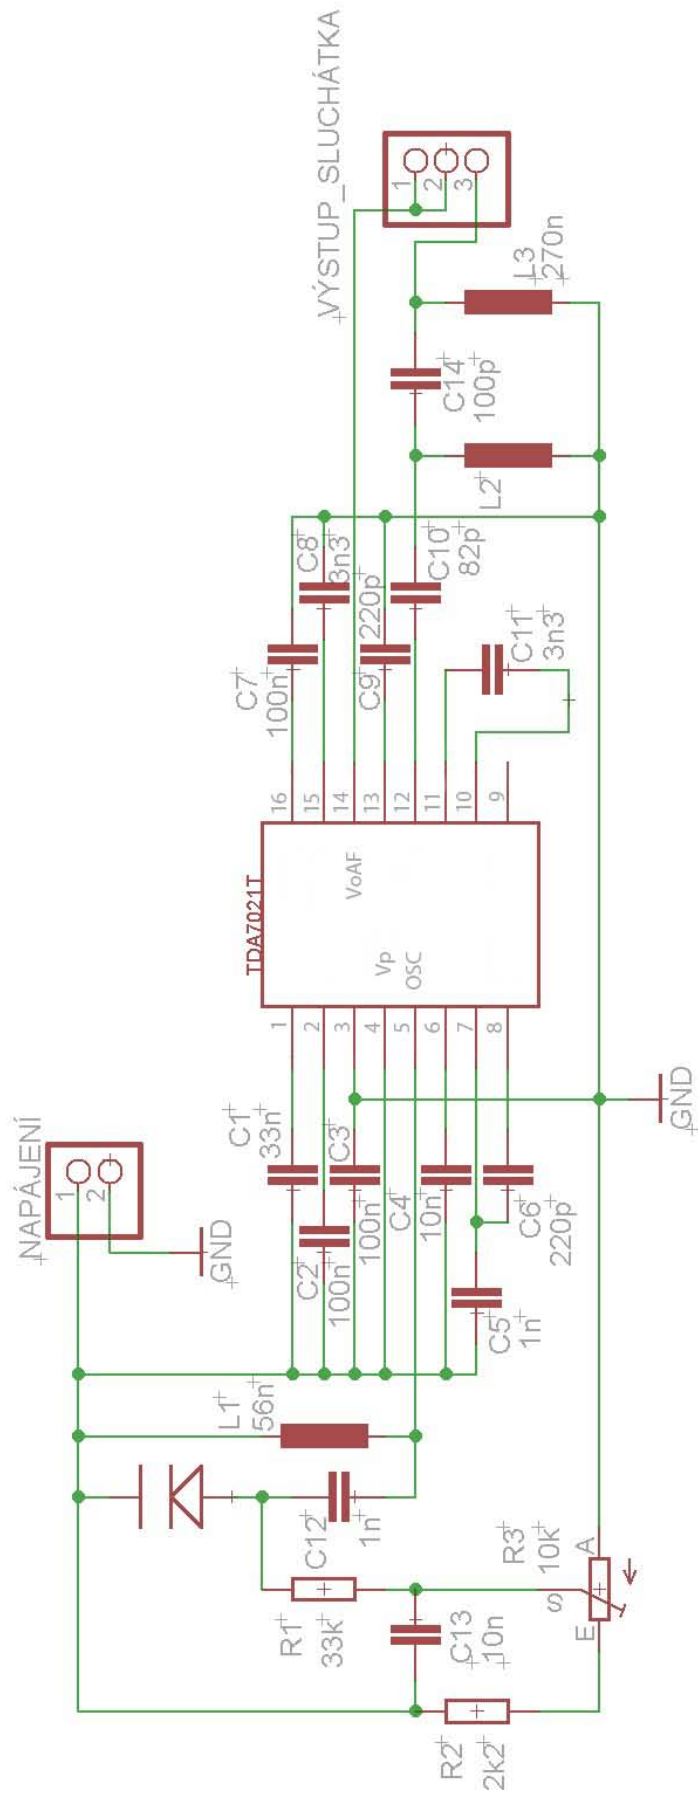 NAPÁJENÍ
1
2
GND
VÝSTUP_SLUCHÁTKA
1
2
3
TDA7021T
VoAF
Vp
OSC
1
2
3
4
5
6
7
8
16
15
14
13
12
11
10
9
C1
33n
C2
100n
C3
100n
C4
10n
C5
1n
C6
220p
C7
100n
C8
3n3
C9
220p
C10
82p
C11
3n3
C14
100p
L2
L3
270n
GND
L1
56n
C12
1n
R1
33k
C13
10n
R2
2k2
R3
10k
A
S
E